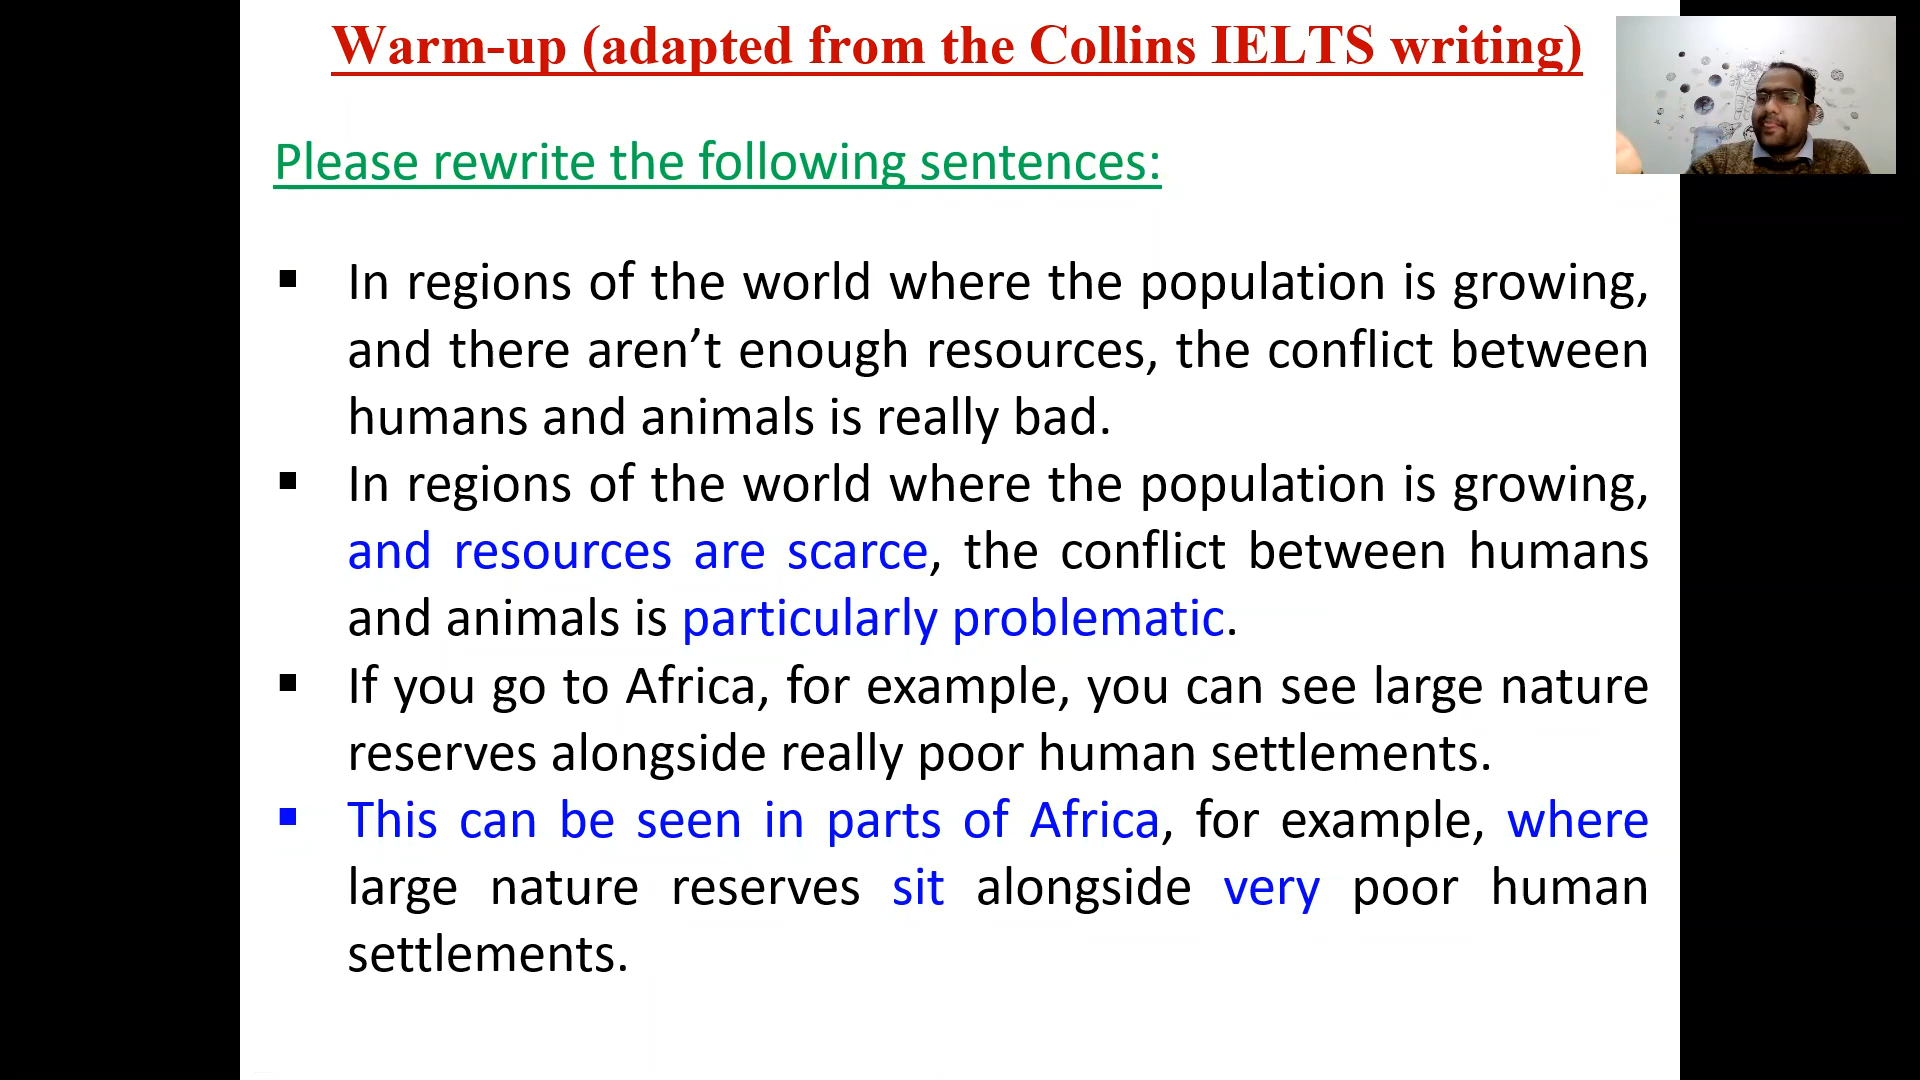 Warm-up (adapted from the Collins IELTS writing)
Please rewrite the following sentences:
▪ In regions of the world where the population is growing,
and there aren’t enough resources, the conflict between
humans and animals is really bad.
▪ In regions of the world where the population is growing,
and resources are scarce, the conflict between humans
and animals is particularly problematic.
▪ If you go to Africa, for example, you can see large nature
reserves alongside really poor human settlements.
▪ This can be seen in parts of Africa, for example, where
large nature reserves sit alongside very poor human
settlements.